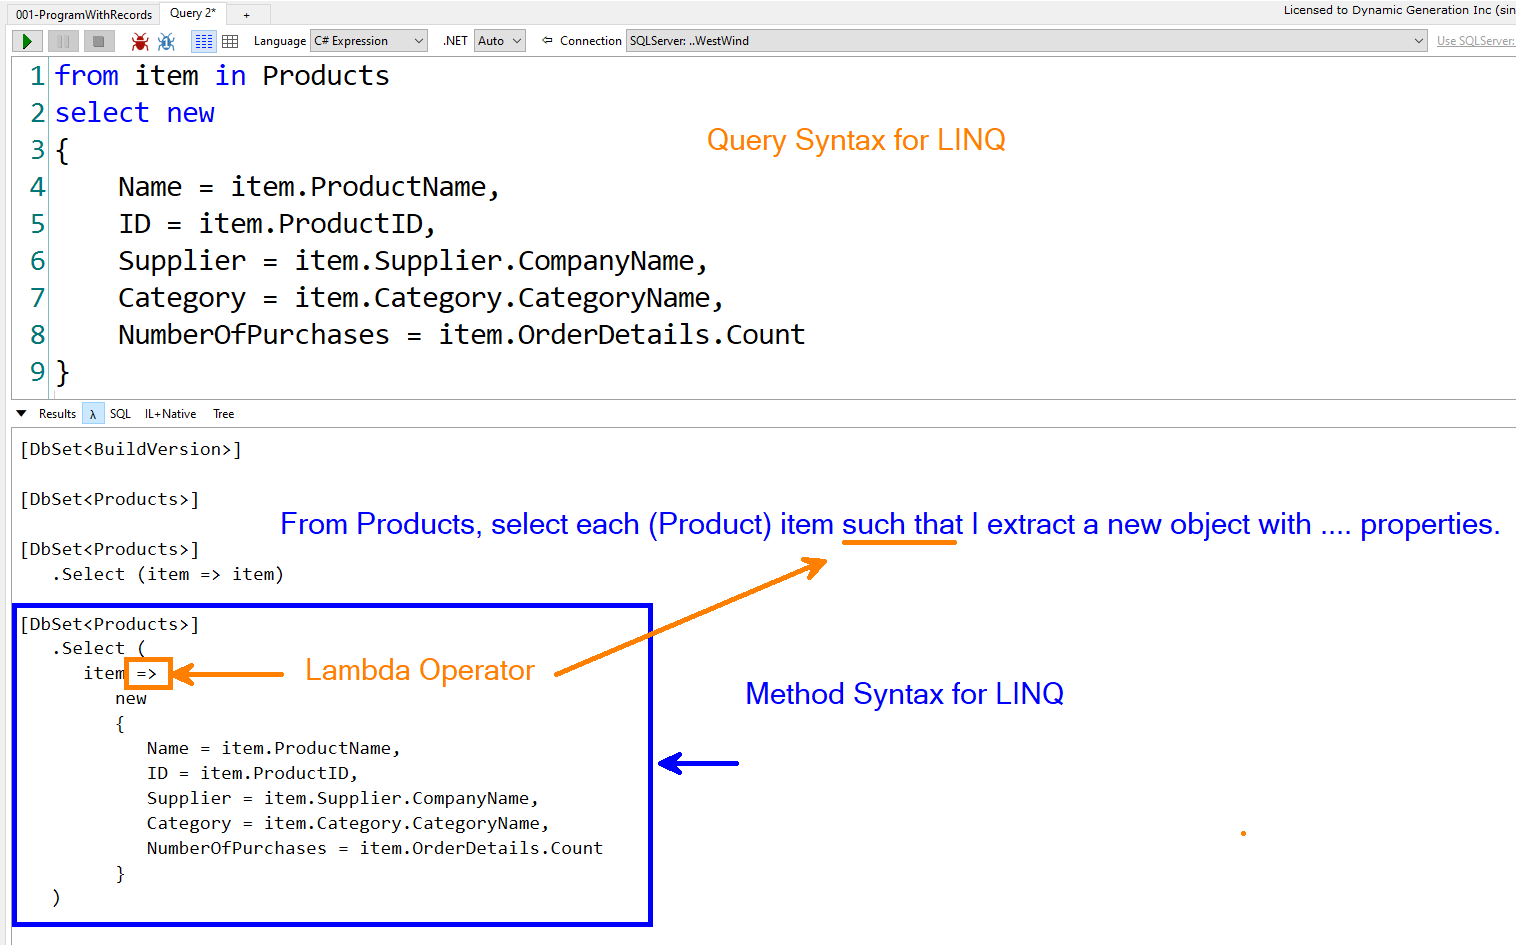 001-ProgramWithRecords Query 2* + Licensed to Dynamic Generation Inc (sin
Language C# Expression .NET Auto Connection SQLServer: ..WestWind Use SQLServer:
1 from item in Products
2 select new
Query Syntax for LINQ
3 {
4 Name = item.ProductName,
5 ID = item.ProductID,
6 Supplier = item.Supplier.CompanyName,
7 Category = item.Category.CategoryName,
8 NumberOfPurchases = item.OrderDetails.Count
9 }
Results λ SQL IL+Native Tree
[DbSet<BuildVersion>]
[DbSet<Products>]
From Products, select each (Product) item such that I extract a new object with .... properties.
[DbSet<Products>]
.Select (item => item)
[DbSet<Products>]
.Select (
item => Lambda Operator
new
Method Syntax for LINQ
{
Name = item.ProductName,
ID = item.ProductID,
Supplier = item.Supplier.CompanyName,
Category = item.Category.CategoryName,
NumberOfPurchases = item.OrderDetails.Count
}
)